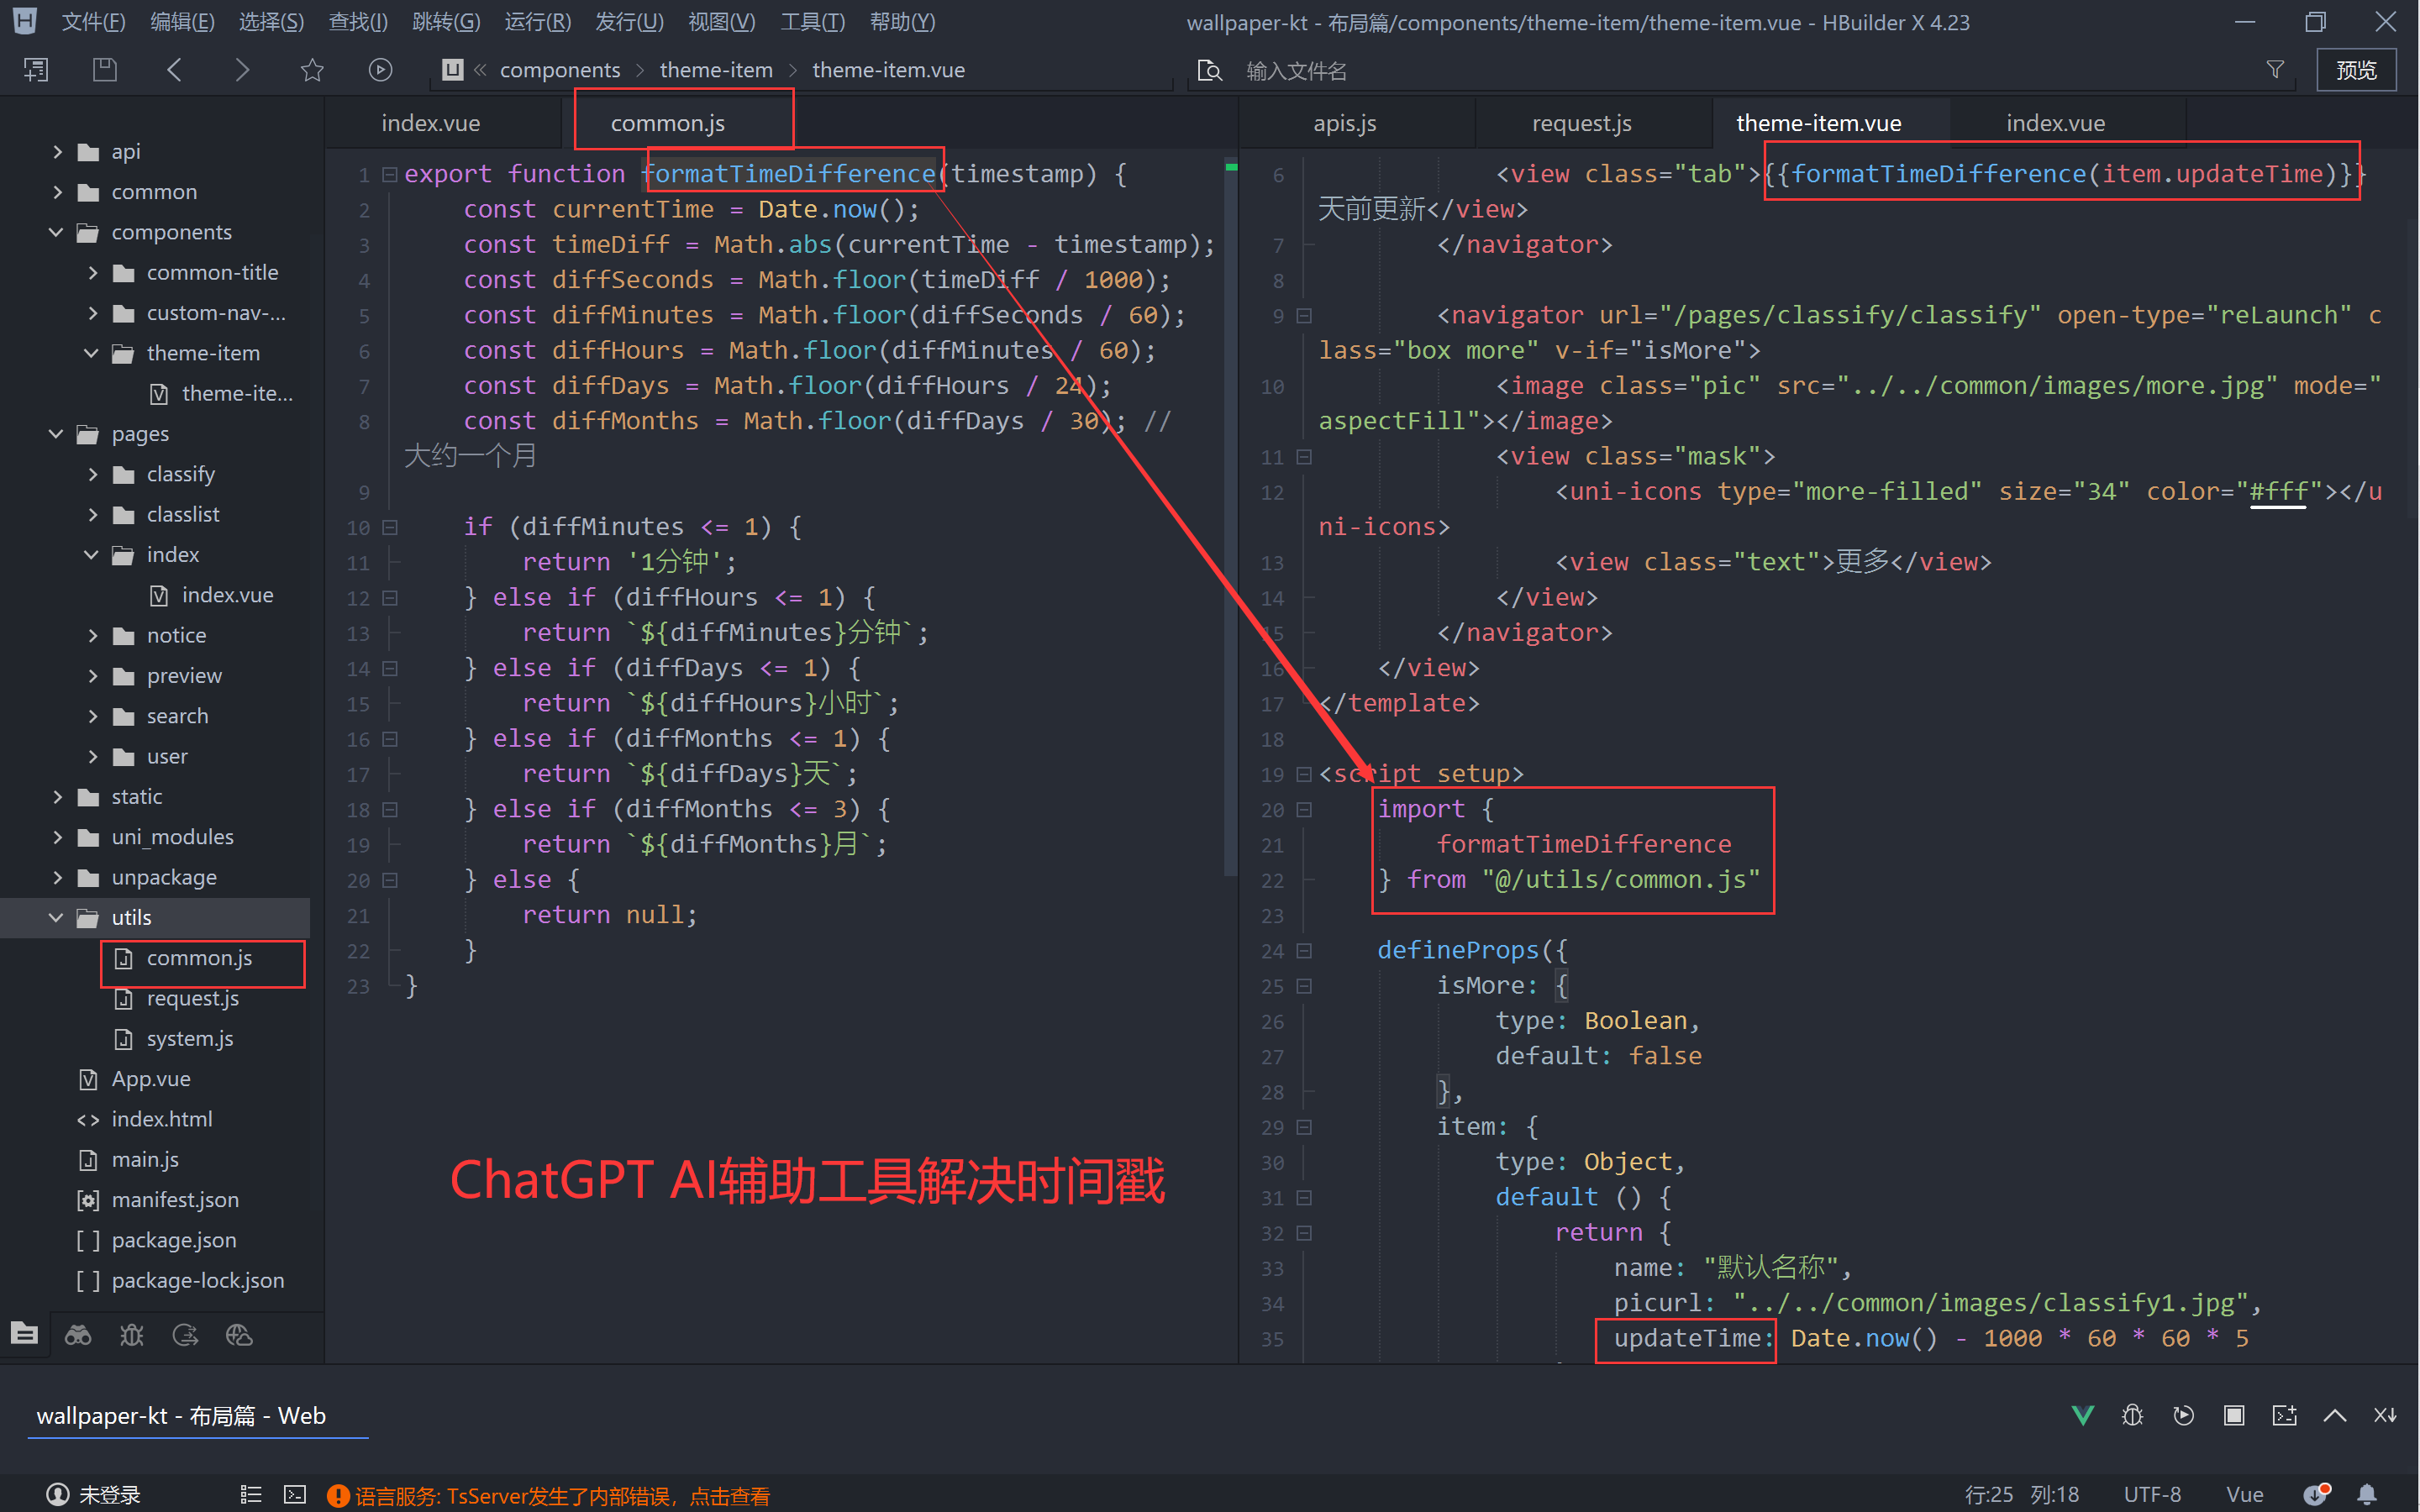 文件(F) 编辑(E) 选择(S) 查找(I) 跳转(G) 运行(R) 发行(U) 视图(V) 工具(T) 帮助(Y)
wallpaper-kt - 布局篇/components/theme-item/theme-item.vue - HBuilder X 4.23
components > theme-item > theme-item.vue
输入文件名
预览
api
common
components
common-title
custom-nav-...
theme-item
theme-ite...
pages
classify
classlist
index
index.vue
notice
preview
search
user
static
uni_modules
unpackage
utils
common.js
request.js
system.js
App.vue
index.html
main.js
manifest.json
package.json
package-lock.json
index.vue common.js
1 export function formatTimeDifference(timestamp) {
2 const currentTime = Date.now();
3 const timeDiff = Math.abs(currentTime - timestamp);
4 const diffSeconds = Math.floor(timeDiff / 1000);
5 const diffMinutes = Math.floor(diffSeconds / 60);
6 const diffHours = Math.floor(diffMinutes / 60);
7 const diffDays = Math.floor(diffHours / 24);
8 const diffMonths = Math.floor(diffDays / 30); //
大约一个月
9
10 if (diffMinutes <= 1) {
11 return '1分钟';
12 } else if (diffHours <= 1) {
13 return `${diffMinutes}分钟`;
14 } else if (diffDays <= 1) {
15 return `${diffHours}小时`;
16 } else if (diffMonths <= 1) {
17 return `${diffDays}天`;
18 } else if (diffMonths <= 3) {
19 return `${diffMonths}月`;
20 } else {
21 return null;
22 }
23 }
ChatGPT AI辅助工具解决时间戳
apis.js request.js theme-item.vue index.vue
6 <view class="tab">{{formatTimeDifference(item.updateTime)}}
天前更新</view>
7 </navigator>
8
9 <navigator url="/pages/classify/classify" open-type="reLaunch" c
lass="box more" v-if="isMore">
10 <image class="pic" src="../../common/images/more.jpg" mode="
aspectFill"></image>
11 <view class="mask">
12 <uni-icons type="more-filled" size="34" color="#fff"></u
ni-icons>
13 <view class="text">更多</view>
14 </view>
15 </navigator>
16 </view>
17 </template>
18
19 <script setup>
20 import {
21 formatTimeDifference
22 } from "@/utils/common.js"
23
24 defineProps({
25 isMore: {
26 type: Boolean,
27 default: false
28 },
29 item: {
30 type: Object,
31 default () {
32 return {
33 name: "默认名称",
34 picurl: "../../common/images/classify1.jpg",
35 updateTime: Date.now() - 1000 * 60 * 60 * 5
wallpaper-kt - 布局篇 - Web
未登录
语言服务: TsServer发生了内部错误，点击查看
行:25 列:18 UTF-8 Vue